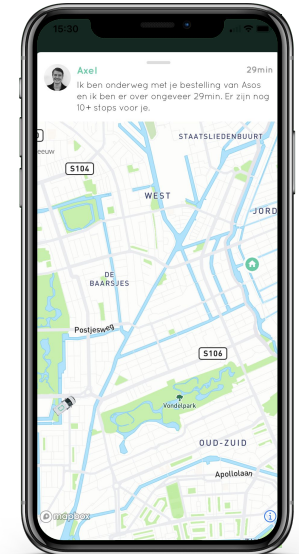 15:30
Axel 29min
Ik ben onderweg met je bestelling van Asos
en ik ben er over ongeveer 29min. Er zijn nog
10+ stops voor je.
STAATSLIEDENBUURT
S104
WEST
JORD
DE
BAARSJES
Postjesweg
S106
Vondelpark
OUD-ZUID
Apollolaan
mapbox